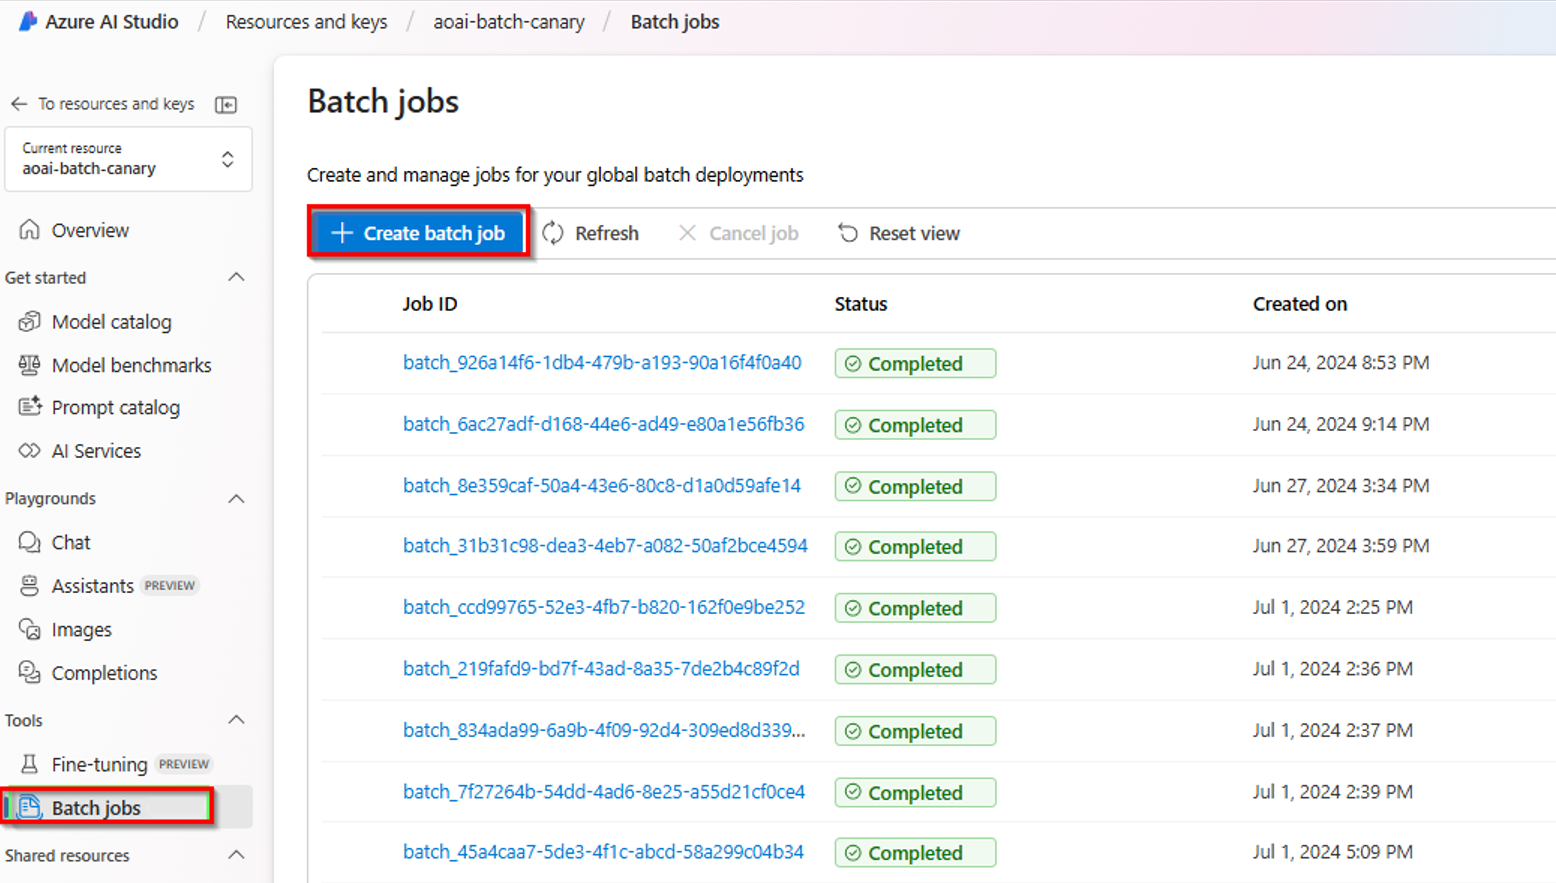 Azure AI Studio / Resources and keys / aoai-batch-canary / Batch jobs
To resources and keys
Current resource
aoai-batch-canary
Overview
Get started
Model catalog
Model benchmarks
Prompt catalog
AI Services
Playgrounds
Chat
Assistants PREVIEW
Images
Completions
Tools
Fine-tuning PREVIEW
Batch jobs
Shared resources
Batch jobs
Create and manage jobs for your global batch deployments
Create batch job Refresh Cancel job Reset view
Job ID Status Created on
batch_926a14f6-1db4-479b-a193-90a16f4f0a40 Completed Jun 24, 2024 8:53 PM
batch_6ac27adf-d168-44e6-ad49-e80a1e56fb36 Completed Jun 24, 2024 9:14 PM
batch_8e359caf-50a4-43e6-80c8-d1a0d59afe14 Completed Jun 27, 2024 3:34 PM
batch_31b31c98-dea3-4eb7-a082-50af2bce4594 Completed Jun 27, 2024 3:59 PM
batch_ccd99765-52e3-4fb7-b820-162f0e9be252 Completed Jul 1, 2024 2:25 PM
batch_219fafd9-bd7f-43ad-8a35-7de2b4c89f2d Completed Jul 1, 2024 2:36 PM
batch_834ada99-6a9b-4f09-92d4-309ed8d339... Completed Jul 1, 2024 2:37 PM
batch_7f27264b-54dd-4ad6-8e25-a55d21cf0ce4 Completed Jul 1, 2024 2:39 PM
batch_45a4caa7-5de3-4f1c-abcd-58a299c04b34 Completed Jul 1, 2024 5:09 PM